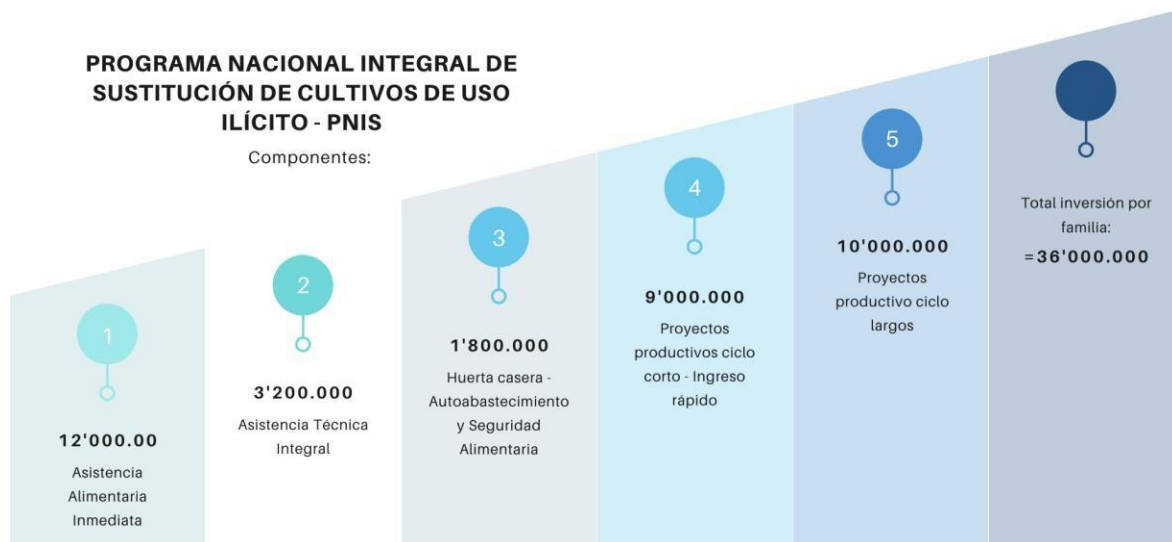 PROGRAMA NACIONAL INTEGRAL DE
SUSTITUCIÓN DE CULTIVOS DE USO
ILÍCITO - PNIS
Componentes:
1
12'000.00
Asistencia
Alimentaria
Inmediata
2
3'200.000
Asistencia Técnica
Integral
3
1'800.000
Huerta casera -
Autoabastecimiento
y Seguridad
Alimentaria
4
9'000.000
Proyectos
productivos ciclo
corto - Ingreso
rápido
5
10'000.000
Proyectos
productivo ciclo
largos
Total inversión por
familia:
=36'000.000